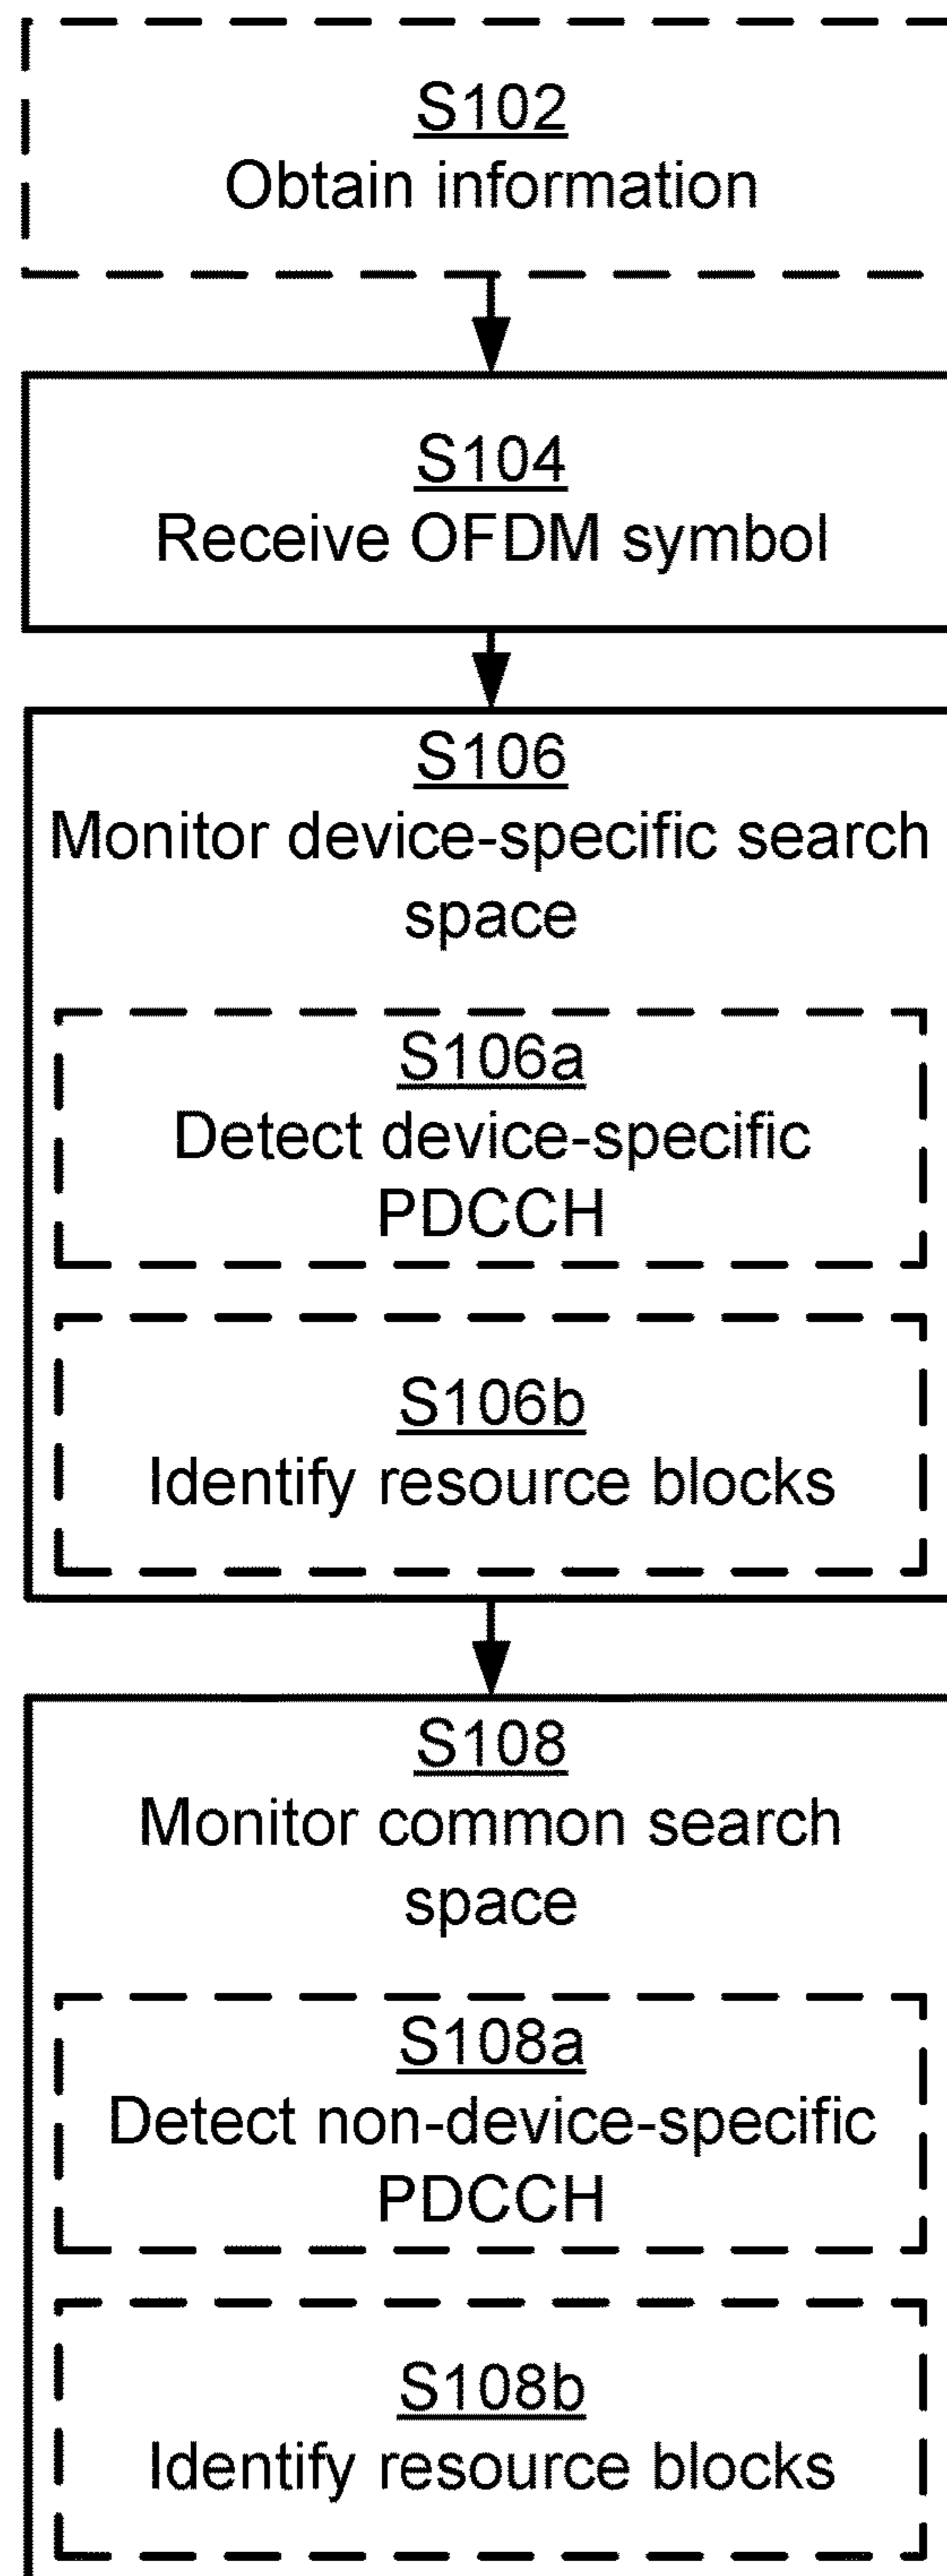 S102
Obtain information
S104
Receive OFDM symbol
S106
Monitor device-specific search
space
S106a
Detect device-specific
PDCCH
S106b
Identify resource blocks
S108
Monitor common search
space
S108a
Detect non-device-specific
PDCCH
S108b
Identify resource blocks